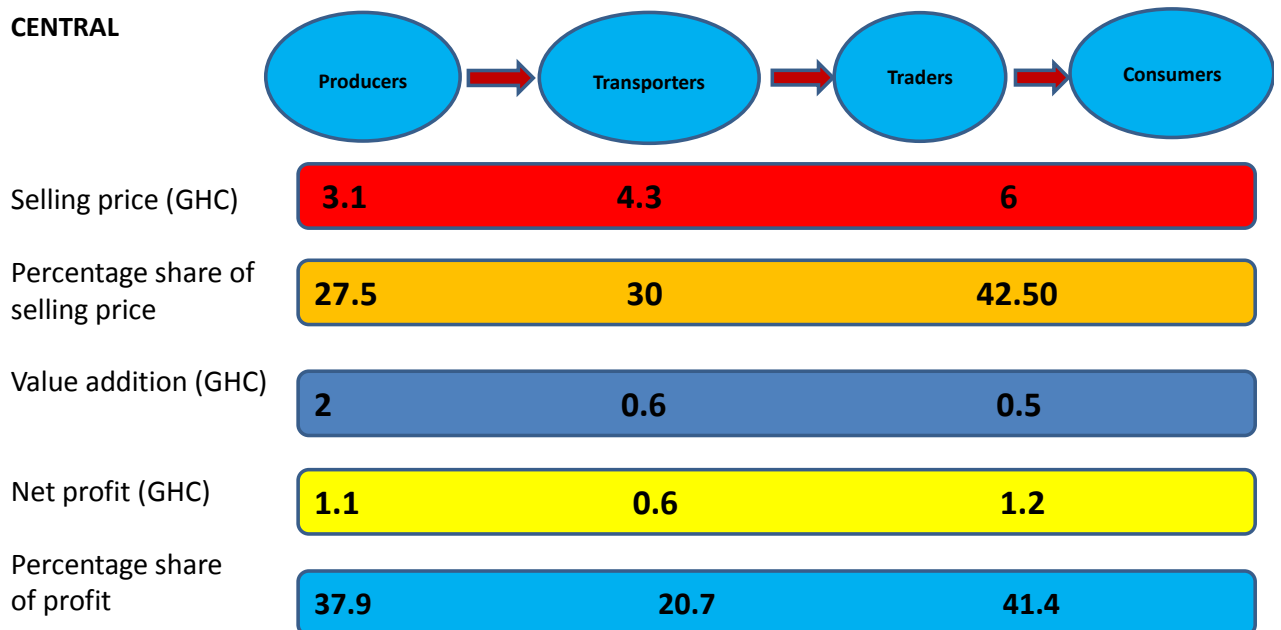 CENTRAL
Producers Transporters Traders Consumers
Selling price (GHC) 3.1 4.3 6
Percentage share of
selling price 27.5 30 42.50
Value addition (GHC) 2 0.6 0.5
Net profit (GHC) 1.1 0.6 1.2
Percentage share
of profit 37.9 20.7 41.4